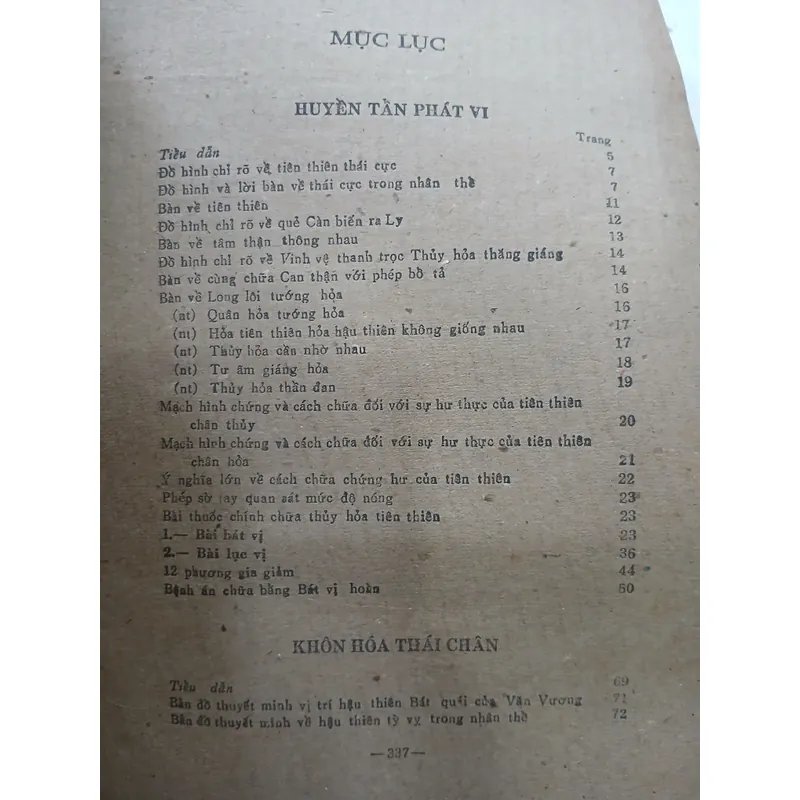 MỤC LỤC
HUYỀN TẪN PHÁT VI
Trang
Tiều dẫn 5
Đồ hình chỉ rõ về tiên thiên thái cực 7
Đồ hình và lời bàn về thái cực trong nhân thể 7
Bàn về tiên thiên 11
Đồ hình chỉ rõ về quẻ Càn biến ra Ly 12
Bàn về tâm thận thông nhau 13
Đồ hình chỉ rõ về Vinh vệ thanh trọc Thủy hỏa thăng giáng 14
Bàn về cùng chữa Can thận với phép bổ tả 14
Bàn về Long lôi tướng hỏa 16
(nt) Quân hỏa tướng hỏa 16
(nt) Hỏa tiên thiên hỏa hậu thiên không giống nhau 17
(nt) Thủy hỏa cần nhờ nhau 17
(nt) Tư âm giáng hỏa 18
(nt) Thủy hỏa thần đan 19
Mạch hình chứng và cách chữa đối với sự hư thực của tiên thiên
chân thủy 20
Mạch hình chứng và cách chữa đối với sự hư thực của tiên thiên
chân hỏa 21
Ý nghĩa lớn về cách chữa chứng hư của tiên thiên 22
Phép sờ tay quan sát mức độ nóng 23
Bài thuốc chính chữa thủy hỏa tiên thiên 23
1.— Bài bát vị 23
2.— Bài lục vị 36
12 phương gia giảm 44
Bệnh án chữa bằng Bát vị hoàn 60
KHÔN HÓA THÁI CHÂN
Tiều dẫn 69
Bản đồ thuyết minh vị trí hậu thiên Bát quái của Văn Vương 71
Bản đồ thuyết minh về hậu thiên tỳ vị trong nhân thể 72
—337—